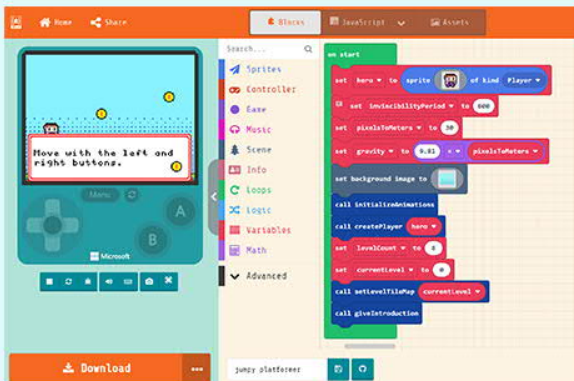 Home Share Blocks JavaScript Assets
Move with the left and
right buttons.
Menu
A
B
Microsoft
Download
Search...
Sprites
Controller
Game
Music
Scene
Info
Loops
Logic
Variables
Math
Advanced
on start
set hero to sprite of kind Player
set invincibilityPeriod to 600
set pixelsToMeters to 30
set gravity to 9.81 × pixelsToMeters
set background image to
call initializeAnimations
call createPlayer hero
set levelCount to 8
set currentLevel to 0
call setLevelTileMap currentLevel
call giveIntroduction
jumpy platformer